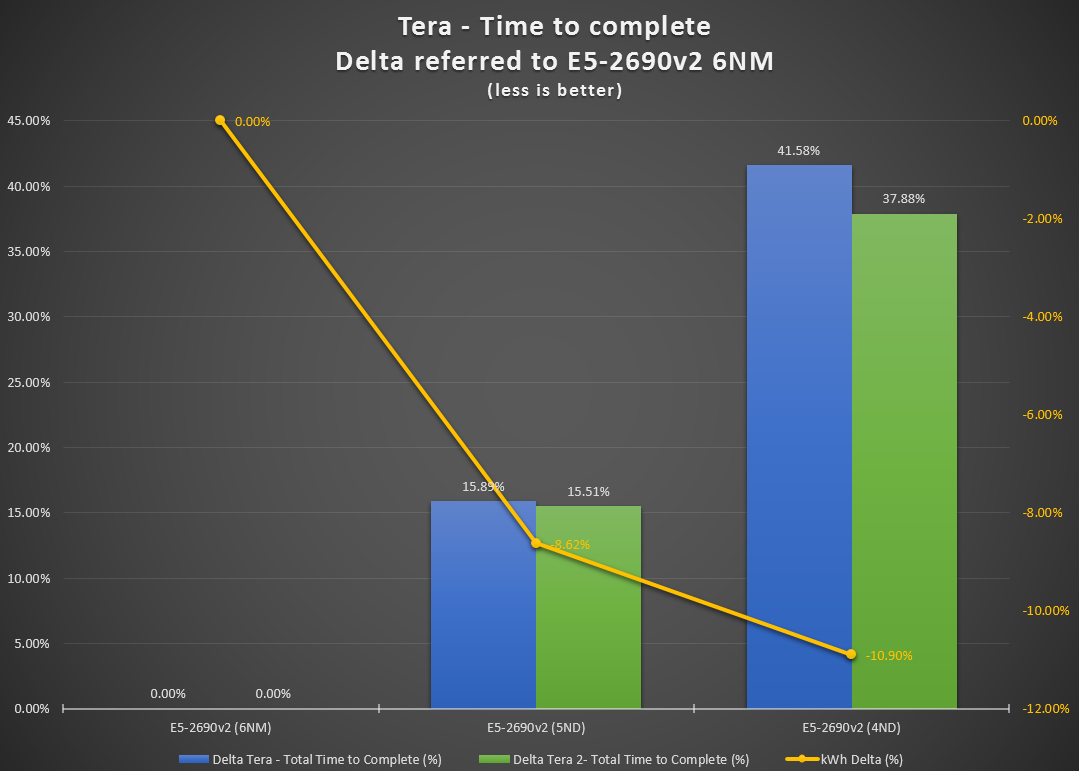 Tera - Time to complete
Delta referred to E5-2690v2 6NM
(less is better)
45.00%
40.00%
35.00%
30.00%
25.00%
20.00%
15.00%
10.00%
5.00%
0.00%
0.00%
0.00%
0.00%
15.89%
15.51%
-8.62%
41.58%
37.88%
-10.90%
0.00%
-2.00%
-4.00%
-6.00%
-8.00%
-10.00%
-12.00%
E5-2690v2 (6NM)
E5-2690v2 (5ND)
E5-2690v2 (4ND)
Delta Tera - Total Time to Complete (%)
Delta Tera 2- Total Time to Complete (%)
kWh Delta (%)